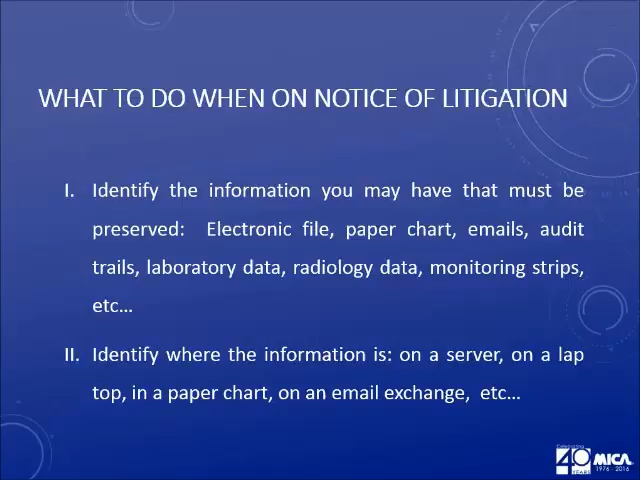 WHAT TO DO WHEN ON NOTICE OF LITIGATION
I. Identify the information you may have that must be
preserved: Electronic file, paper chart, emails, audit
trails, laboratory data, radiology data, monitoring strips,
etc...
II. Identify where the information is: on a server, on a lap
top, in a paper chart, on an email exchange, etc...
Celebrating
40 MICA
YEARS 1976 - 2016